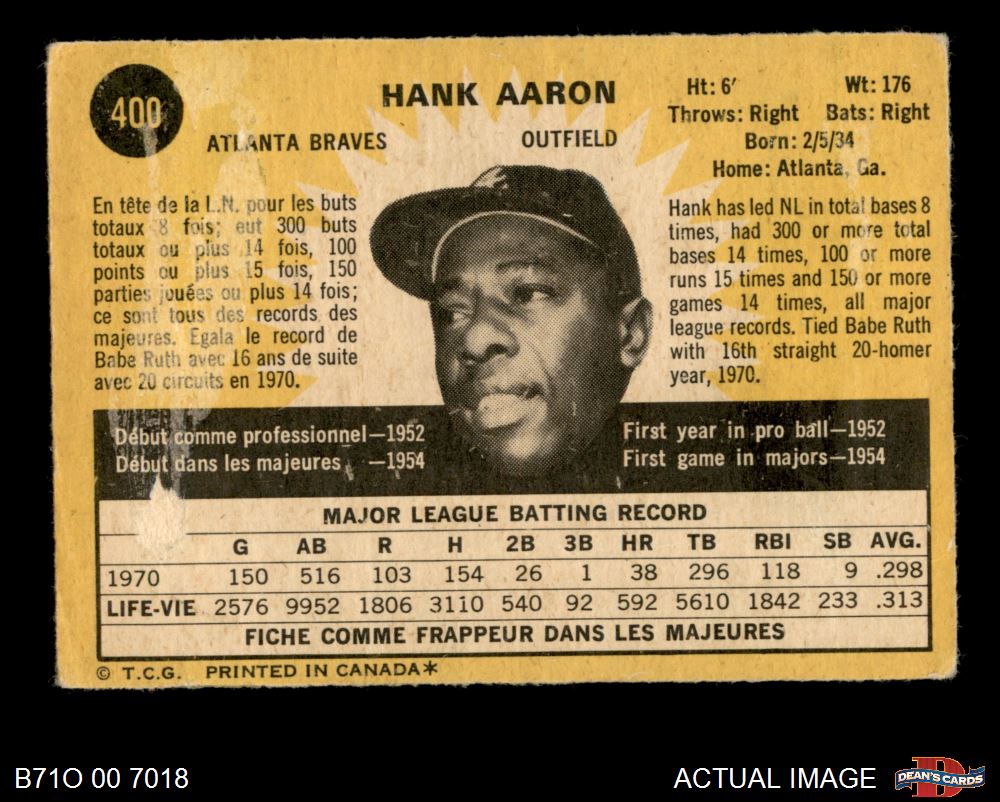 400
HANK AARON
ATLANTA BRAVES
OUTFIELD
Ht: 6′ Wt: 176
Throws: Right Bats: Right
Born: 2/5/34
Home: Atlanta, Ga.
En tête de la L.N. pour les buts
totaux 8 fois; eut 300 buts
totaux ou plus 14 fois, 100
points ou plus 15 fois, 150
parties jouées ou plus 14 fois;
ce sont tous des records des
majeures. Egala le record de
Babe Ruth avec 16 ans de suite
avec 20 circuits en 1970.
Hank has led NL in total bases 8
times, had 300 or more total
bases 14 times, 100 or more
runs 15 times and 150 or more
games 14 times, all major
league records. Tied Babe Ruth
with 16th straight 20-homer
year, 1970.
Début comme professionnel—1952
Début dans les majeures —1954
First year in pro ball—1952
First game in majors—1954
MAJOR LEAGUE BATTING RECORD
G AB R H 2B 3B HR TB RBI SB AVG.
1970 150 516 103 154 26 1 38 296 118 9 .298
LIFE-VIE 2576 9952 1806 3110 540 92 592 5610 1842 233 .313
FICHE COMME FRAPPEUR DANS LES MAJEURES
© T.C.G. PRINTED IN CANADA*
B71O 00 7018
ACTUAL IMAGE
DEAN'S CARDS